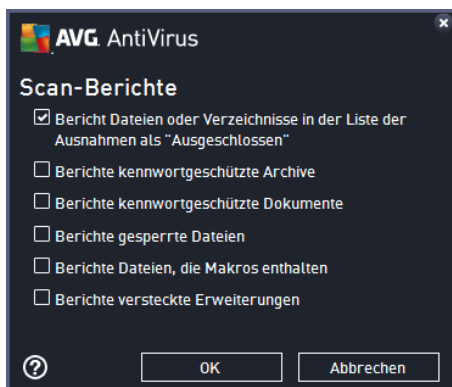 AVG. AntiVirus
Scan-Berichte
Bericht Dateien oder Verzeichnisse in der Liste der
Ausnahmen als "Ausgeschlossen"
Berichte kennwortgeschützte Archive
Berichte kennwortgeschützte Dokumente
Berichte gesperrte Dateien
Berichte Dateien, die Makros enthalten
Berichte versteckte Erweiterungen
? OK Abbrechen